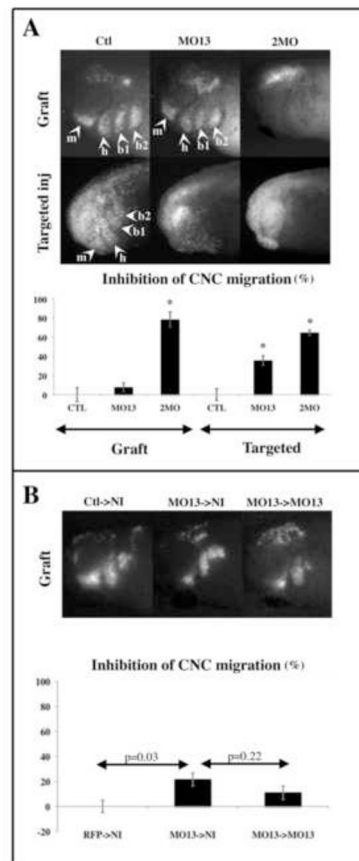 A
Ctl MO13 2MO
Graft
m h b1 b2 m h b1 b2
Targeted inj
b2
b1
m h
Inhibition of CNC migration (%)
100
80
60
40
20
0
* * *
CTL MO13 2MO CTL MO13 2MO
Graft Targeted
B
Ctl->NI MO13->NI MO13->MO13
Graft
Inhibition of CNC migration (%)
100
80
60
40
20
0
-20
p=0.03 p=0.22
RFP->NI MO13->NI MO13->MO13